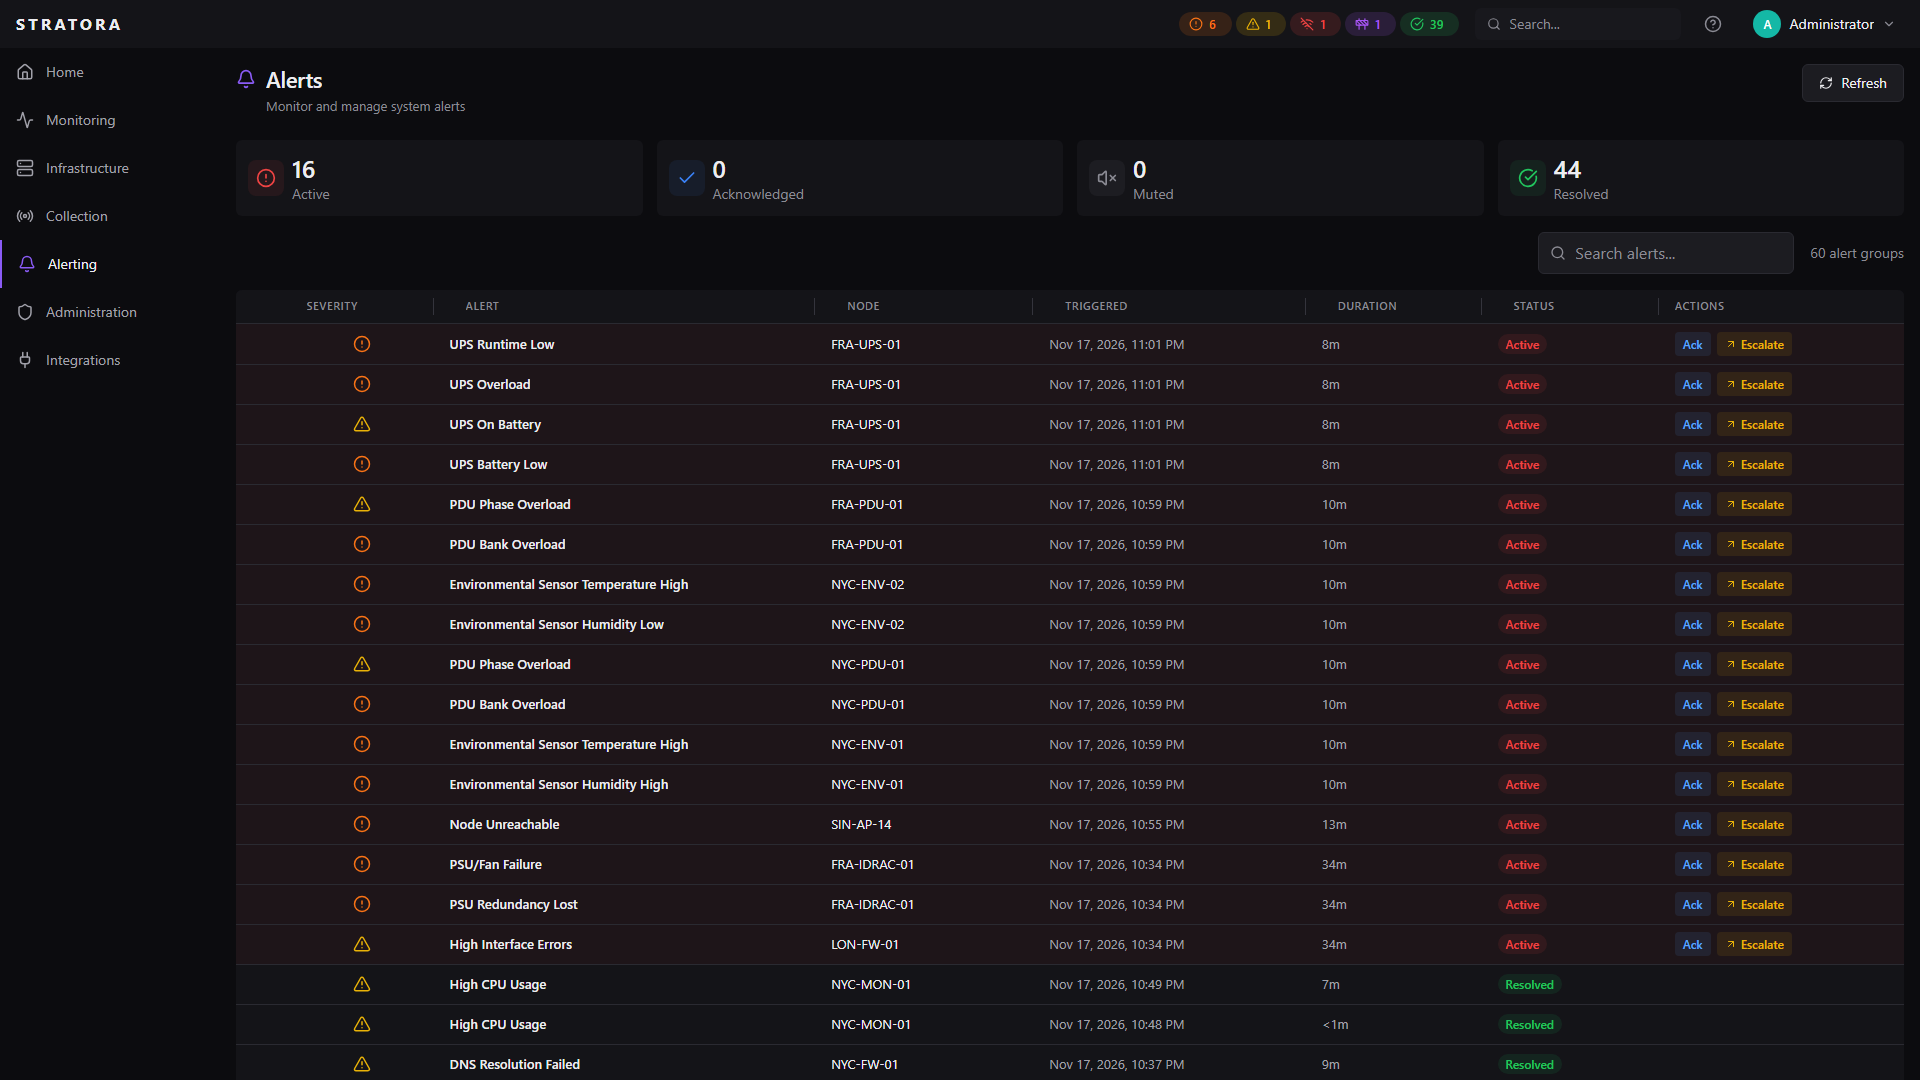 STRATORA
6 1 1 1 39 Search... A Administrator
Home
Monitoring
Infrastructure
Collection
Alerting
Administration
Integrations
Alerts
Monitor and manage system alerts
Refresh
16
Active
0
Acknowledged
0
Muted
44
Resolved
Search alerts... 60 alert groups
SEVERITY ALERT NODE TRIGGERED DURATION STATUS ACTIONS
UPS Runtime Low FRA-UPS-01 Nov 17, 2026, 11:01 PM 8m Active Ack Escalate
UPS Overload FRA-UPS-01 Nov 17, 2026, 11:01 PM 8m Active Ack Escalate
UPS On Battery FRA-UPS-01 Nov 17, 2026, 11:01 PM 8m Active Ack Escalate
UPS Battery Low FRA-UPS-01 Nov 17, 2026, 11:01 PM 8m Active Ack Escalate
PDU Phase Overload FRA-PDU-01 Nov 17, 2026, 10:59 PM 10m Active Ack Escalate
PDU Bank Overload FRA-PDU-01 Nov 17, 2026, 10:59 PM 10m Active Ack Escalate
Environmental Sensor Temperature High NYC-ENV-02 Nov 17, 2026, 10:59 PM 10m Active Ack Escalate
Environmental Sensor Humidity Low NYC-ENV-02 Nov 17, 2026, 10:59 PM 10m Active Ack Escalate
PDU Phase Overload NYC-PDU-01 Nov 17, 2026, 10:59 PM 10m Active Ack Escalate
PDU Bank Overload NYC-PDU-01 Nov 17, 2026, 10:59 PM 10m Active Ack Escalate
Environmental Sensor Temperature High NYC-ENV-01 Nov 17, 2026, 10:59 PM 10m Active Ack Escalate
Environmental Sensor Humidity High NYC-ENV-01 Nov 17, 2026, 10:59 PM 10m Active Ack Escalate
Node Unreachable SIN-AP-14 Nov 17, 2026, 10:55 PM 13m Active Ack Escalate
PSU/Fan Failure FRA-IDRAC-01 Nov 17, 2026, 10:34 PM 34m Active Ack Escalate
PSU Redundancy Lost FRA-IDRAC-01 Nov 17, 2026, 10:34 PM 34m Active Ack Escalate
High Interface Errors LON-FW-01 Nov 17, 2026, 10:34 PM 34m Active Ack Escalate
High CPU Usage NYC-MON-01 Nov 17, 2026, 10:49 PM 7m Resolved
High CPU Usage NYC-MON-01 Nov 17, 2026, 10:48 PM <1m Resolved
DNS Resolution Failed NYC-FW-01 Nov 17, 2026, 10:37 PM 9m Resolved